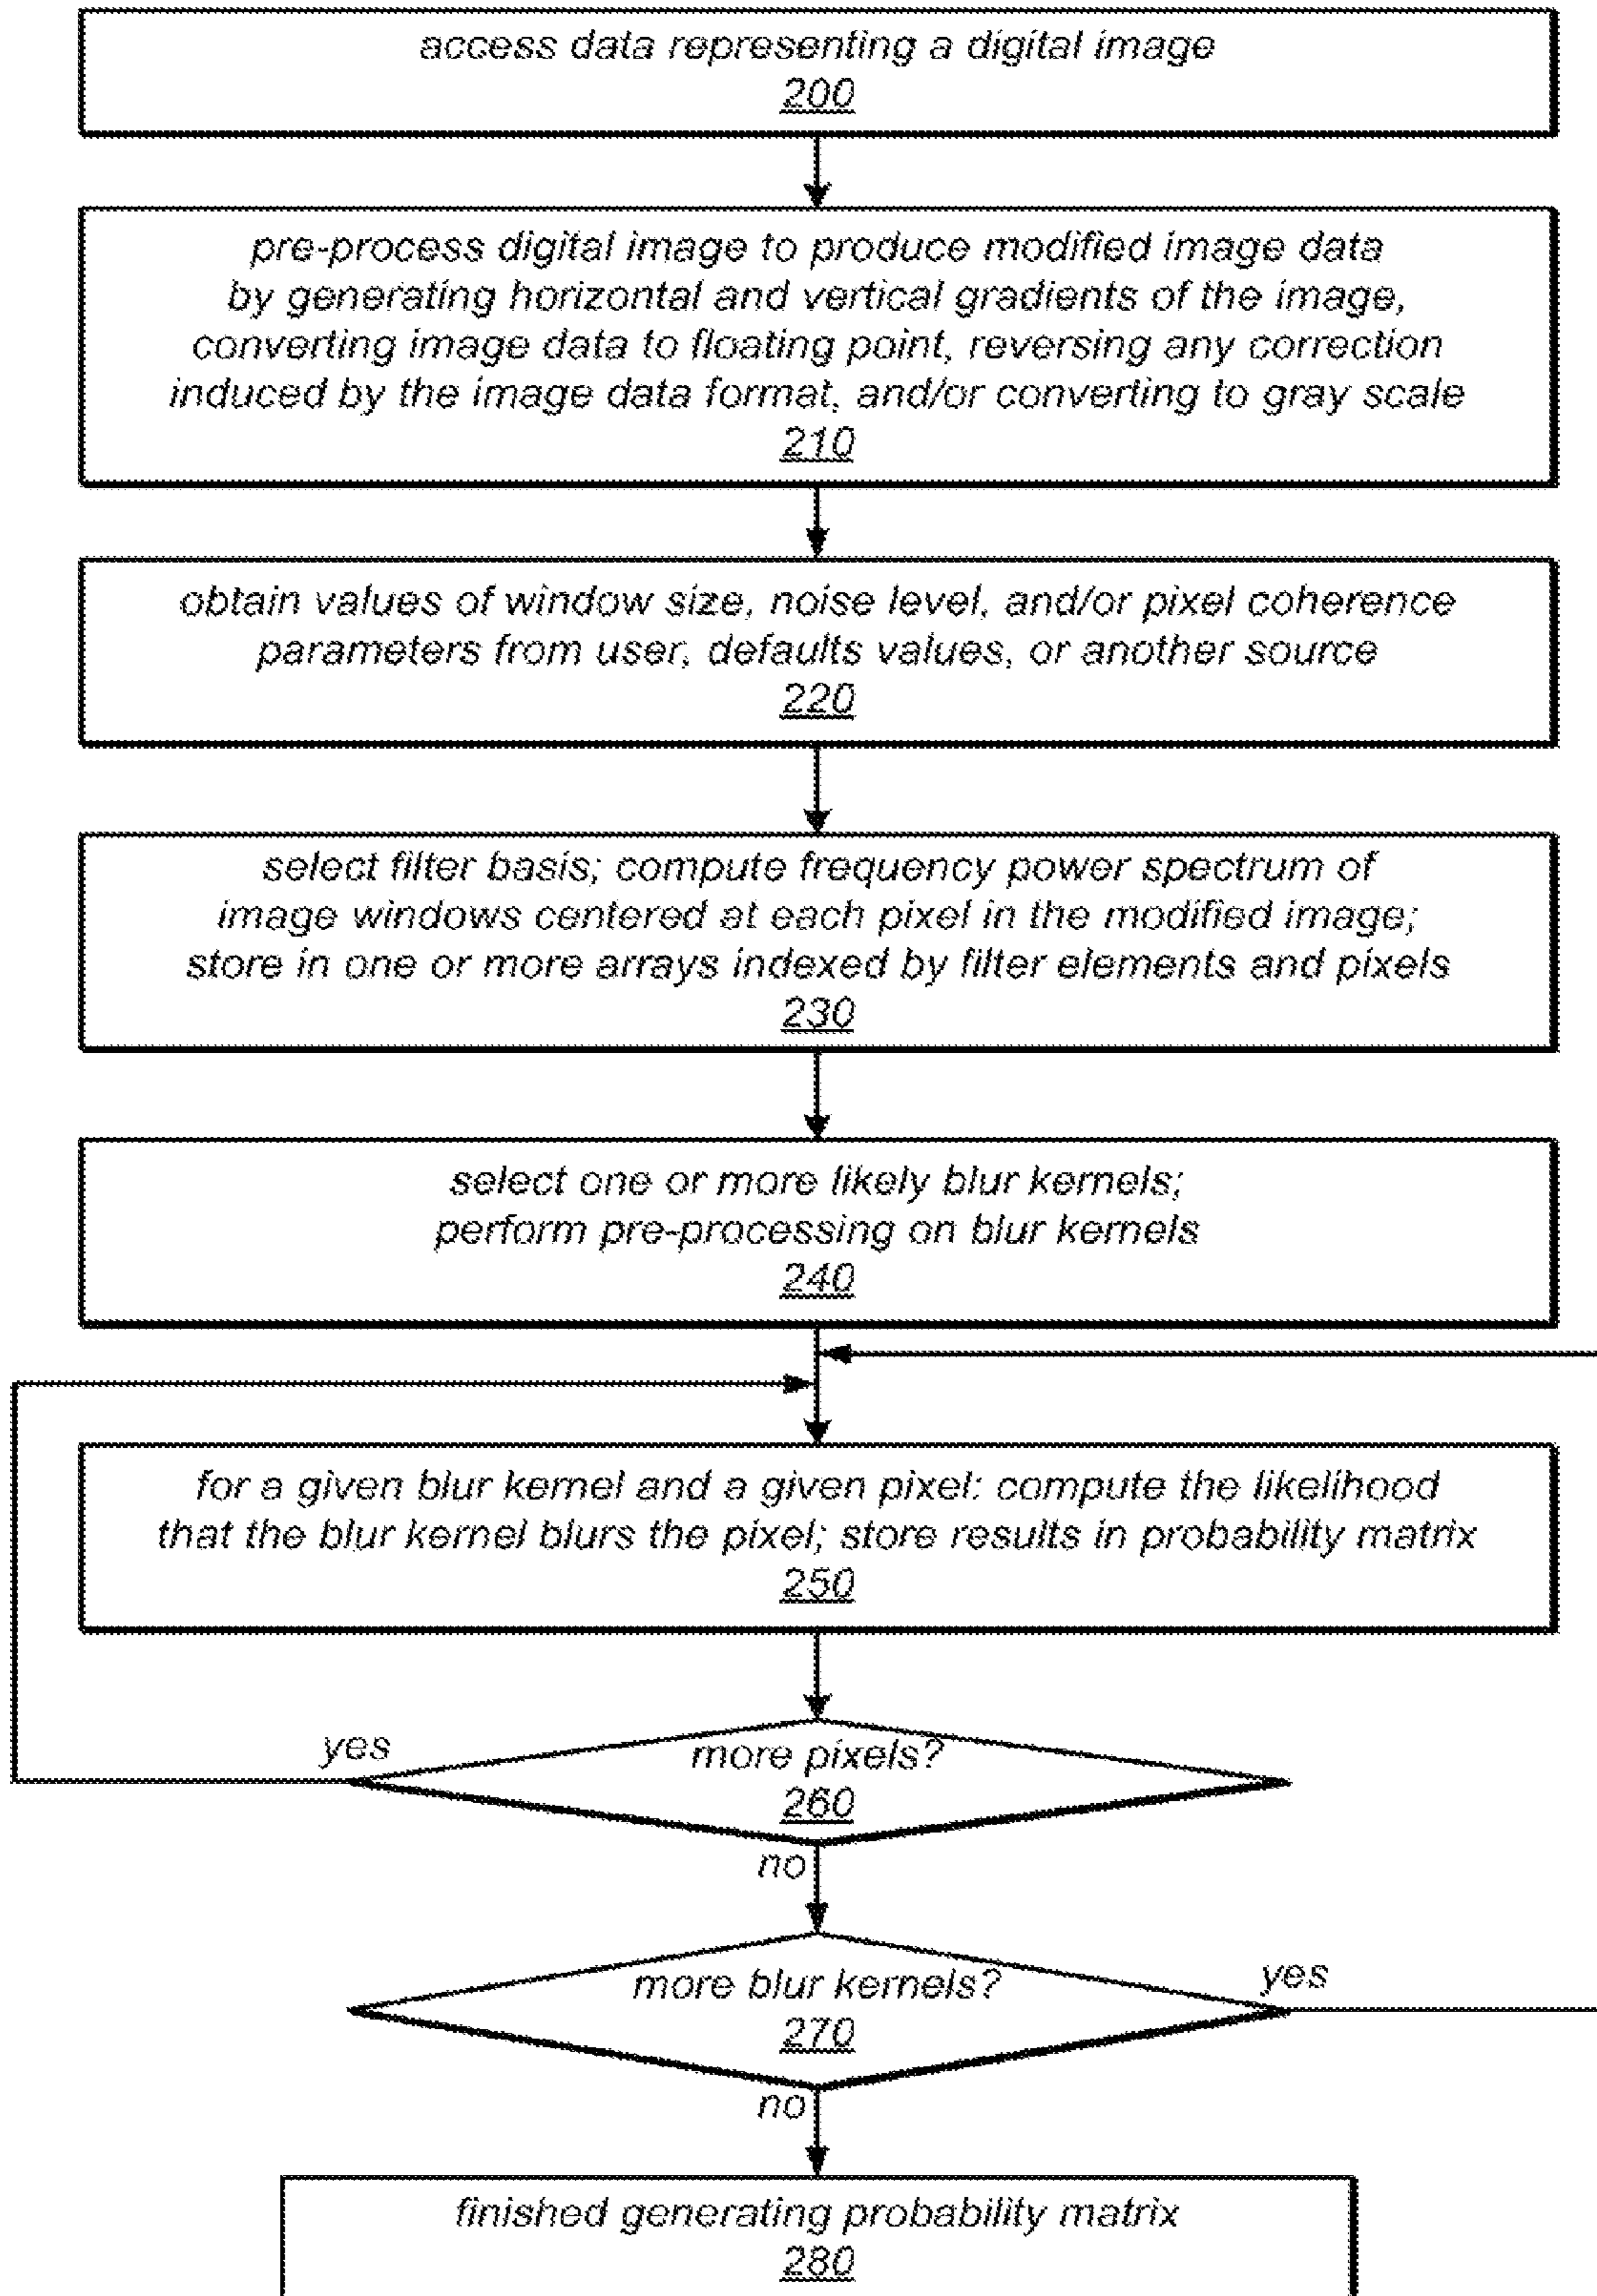 access data representing a digital image
200
pre-process digital image to produce modified image data
by generating horizontal and vertical gradients of the image,
converting image data to floating point, reversing any correction
induced by the image data format, and/or converting to gray scale
210
obtain values of window size, noise level, and/or pixel coherence
parameters from user, defaults values, or another source
220
select filter basis; compute frequency power spectrum of
image windows centered at each pixel in the modified image;
store in one or more arrays indexed by filter elements and pixels
230
select one or more likely blur kernels;
perform pre-processing on blur kernels
240
for a given blur kernel and a given pixel: compute the likelihood
that the blur kernel blurs the pixel; store results in probability matrix
250
yes
more pixels?
260
no
more blur kernels?
yes
270
no
finished generating probability matrix
280